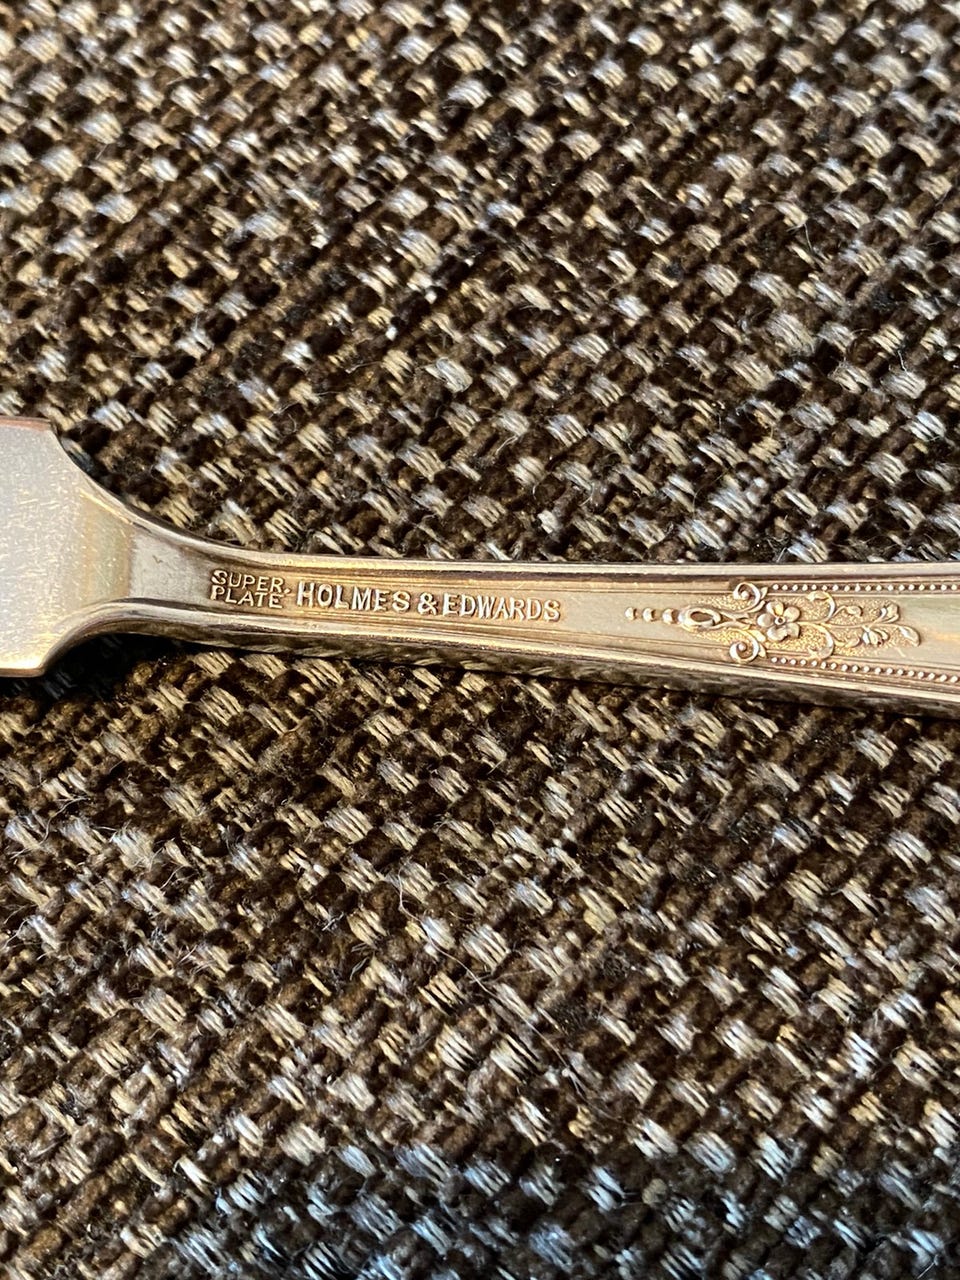 SUPER-
PLATE HOLMES & EDWARDS